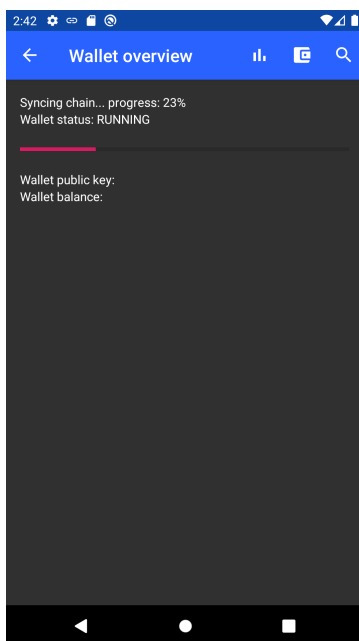 2:42
Wallet overview
Syncing chain... progress: 23%
Wallet status: RUNNING
Wallet public key:
Wallet balance: